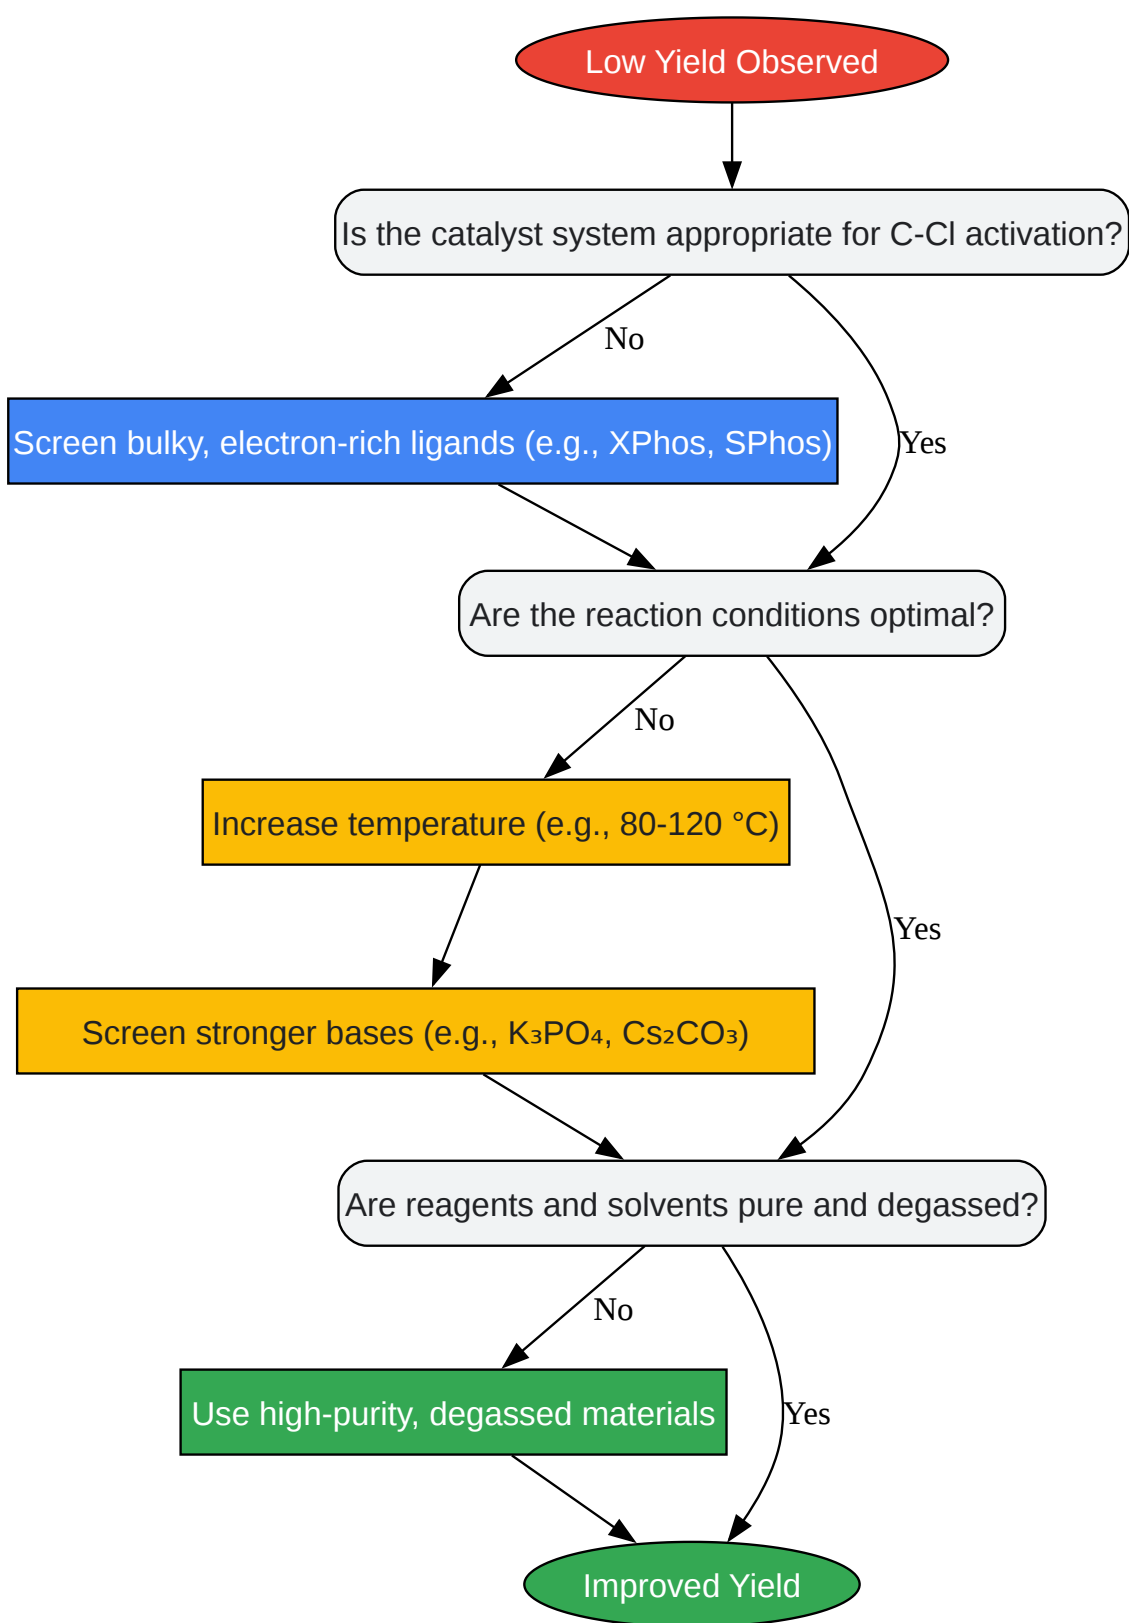 Low Yield Observed
Is the catalyst system appropriate for C-Cl activation?
No
Screen bulky, electron-rich ligands (e.g., XPhos, SPhos)
Yes
Are the reaction conditions optimal?
No
Increase temperature (e.g., 80-120 °C)
Yes
Screen stronger bases (e.g., K₃PO₄, Cs₂CO₃)
Are reagents and solvents pure and degassed?
No
Use high-purity, degassed materials
Yes
Improved Yield